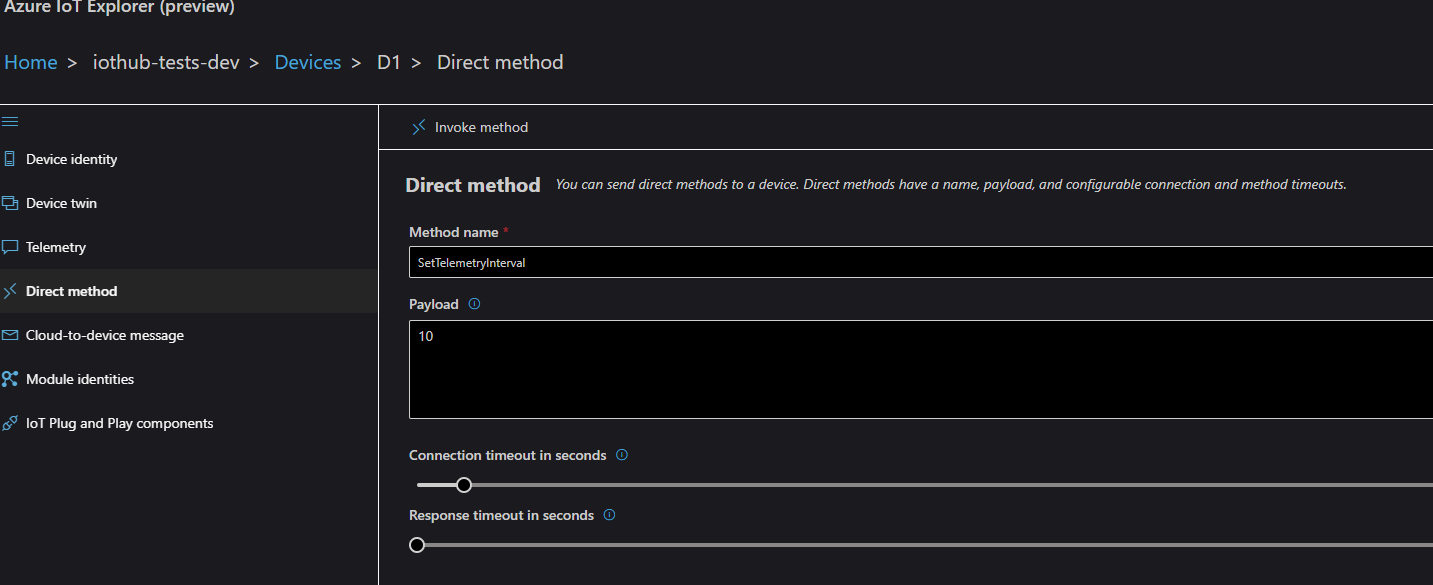 Azure IoT Explorer (preview)
Home > iothub-tests-dev > Devices > D1 > Direct method
Device identity
Device twin
Telemetry
Direct method
Cloud-to-device message
Module identities
IoT Plug and Play components
Invoke method
Direct method You can send direct methods to a device. Direct methods have a name, payload, and configurable connection and method timeouts.
Method name *
SetTelemetryInterval
Payload
10
Connection timeout in seconds
Response timeout in seconds